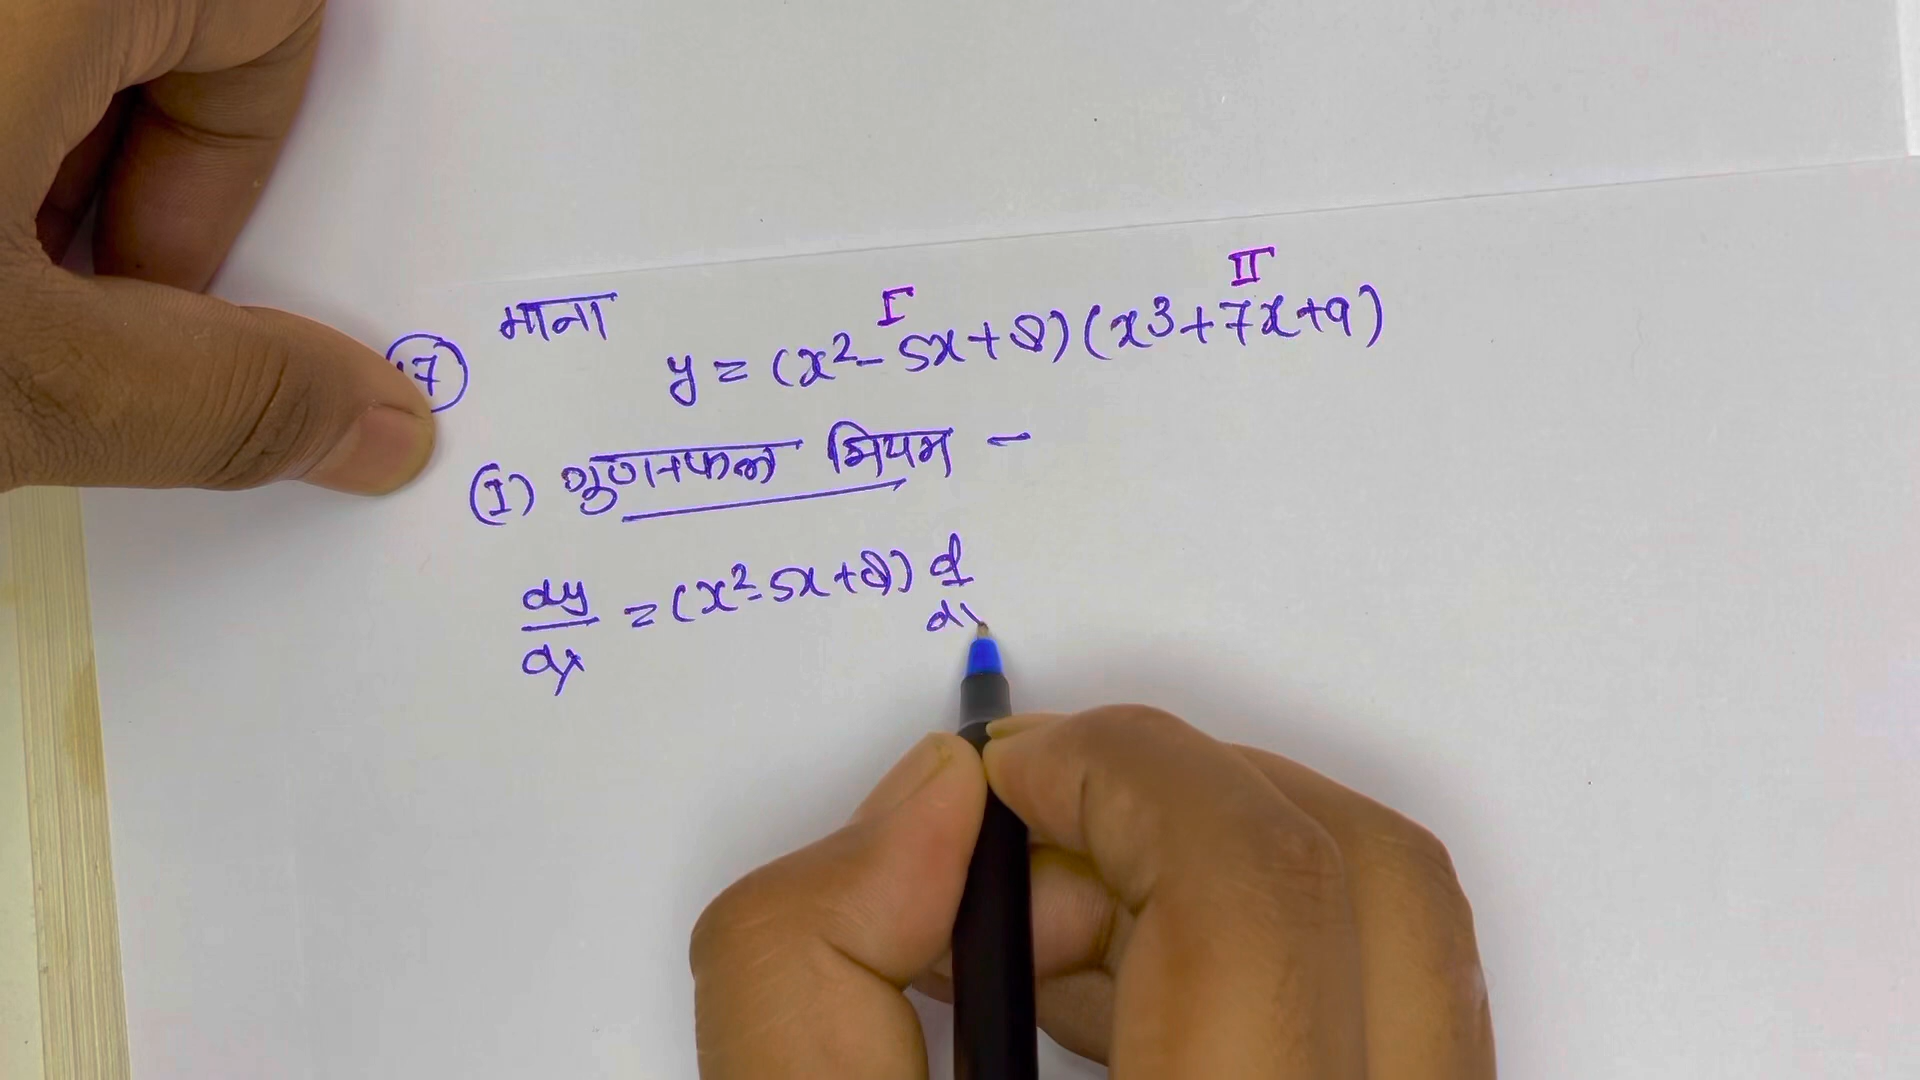 माना I II
17 y = (x²- 5x+8) (x3+7x+9)
(I) गुणनफल नियम -
dy/dx = (x²-5x+8) d/dx